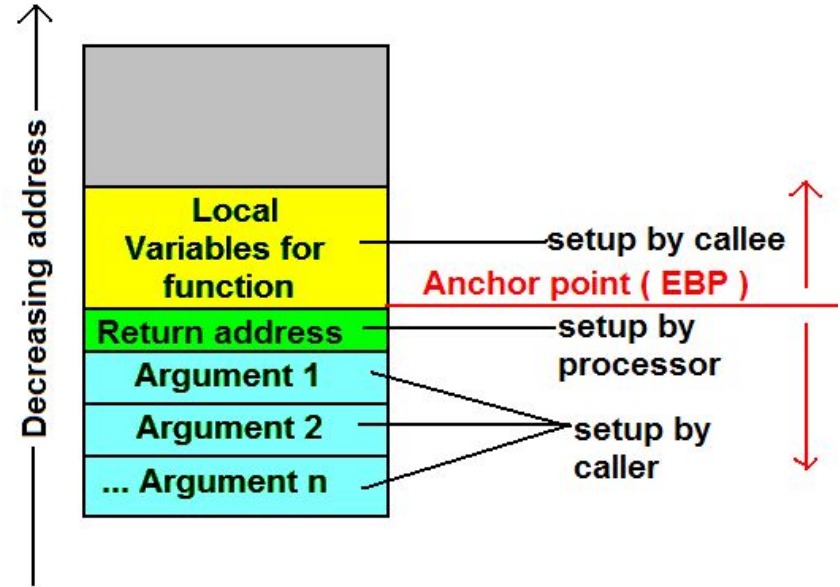 Decreasing address
Local
Variables for
function
setup by callee
Anchor point ( EBP )
Return address
setup by
processor
Argument 1
Argument 2
setup by
caller
... Argument n